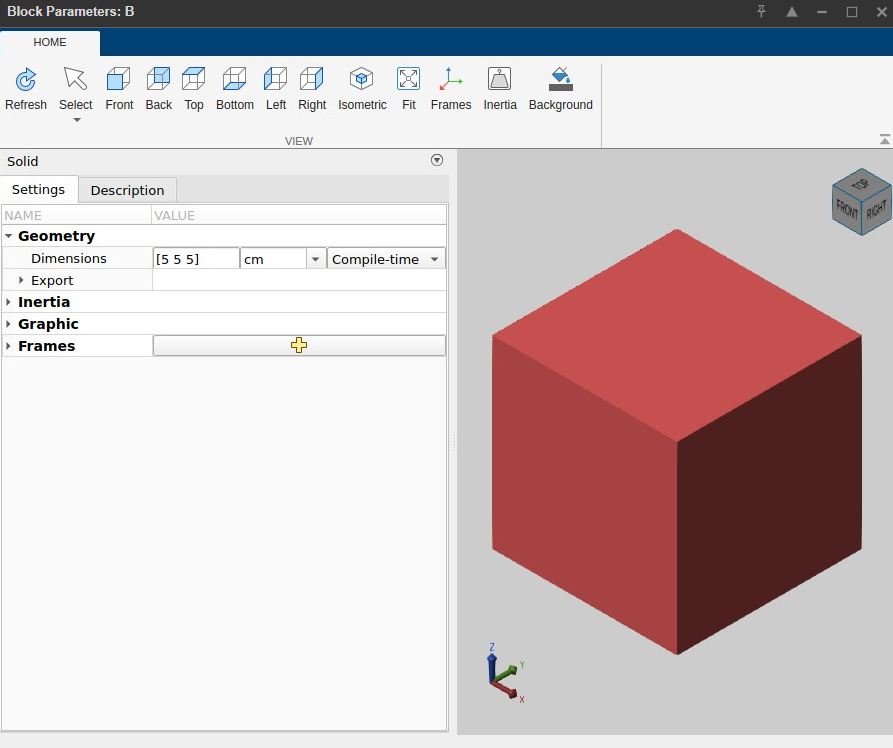 Block Parameters: B
HOME
Refresh Select Front Back Top Bottom Left Right Isometric Fit Frames Inertia Background
VIEW
Solid
Settings Description
NAME VALUE
Geometry
Dimensions [5 5 5] cm Compile-time
Export
Inertia
Graphic
Frames
TOP
FRONT RIGHT
Z
Y
X